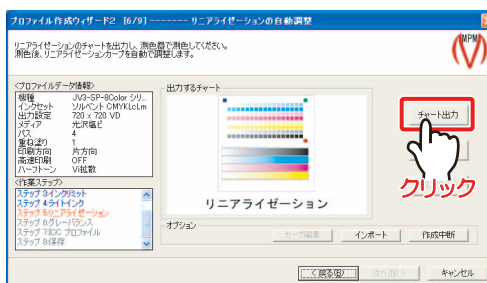 プロファイル作成ウィザード2 [6/9] ------- リニアライゼーションの自動調整
リニアライゼーションのチャートを出力し、測色器で測色してください。
測色後、リニアライゼーションカーブを自動で調整します。
MPM
<プロファイルデータ情報>
機種 JV3-SP-8Color シリ..
インクセット ソルベント CMYKLcLm
出力設定 720 x 720 VD
メディア 光沢塩ビ
パス 4
重ね塗り 1
印刷方向 片方向
高速印刷 OFF
ハーフトーン V拡散
<作業ステップ>
ステップ 3:インクリミット
ステップ 4:ライトインク
ステップ 5:リニアライゼーション
ステップ 6:グレーバランス
ステップ 7:ICC プロファイル
ステップ 8:保存
出力するチャート
リニアライゼーション
チャート出力
クリック
オプション
カーブ編集
インポート
作成中断
< 戻る(B)
次へ(N) >
キャンセル